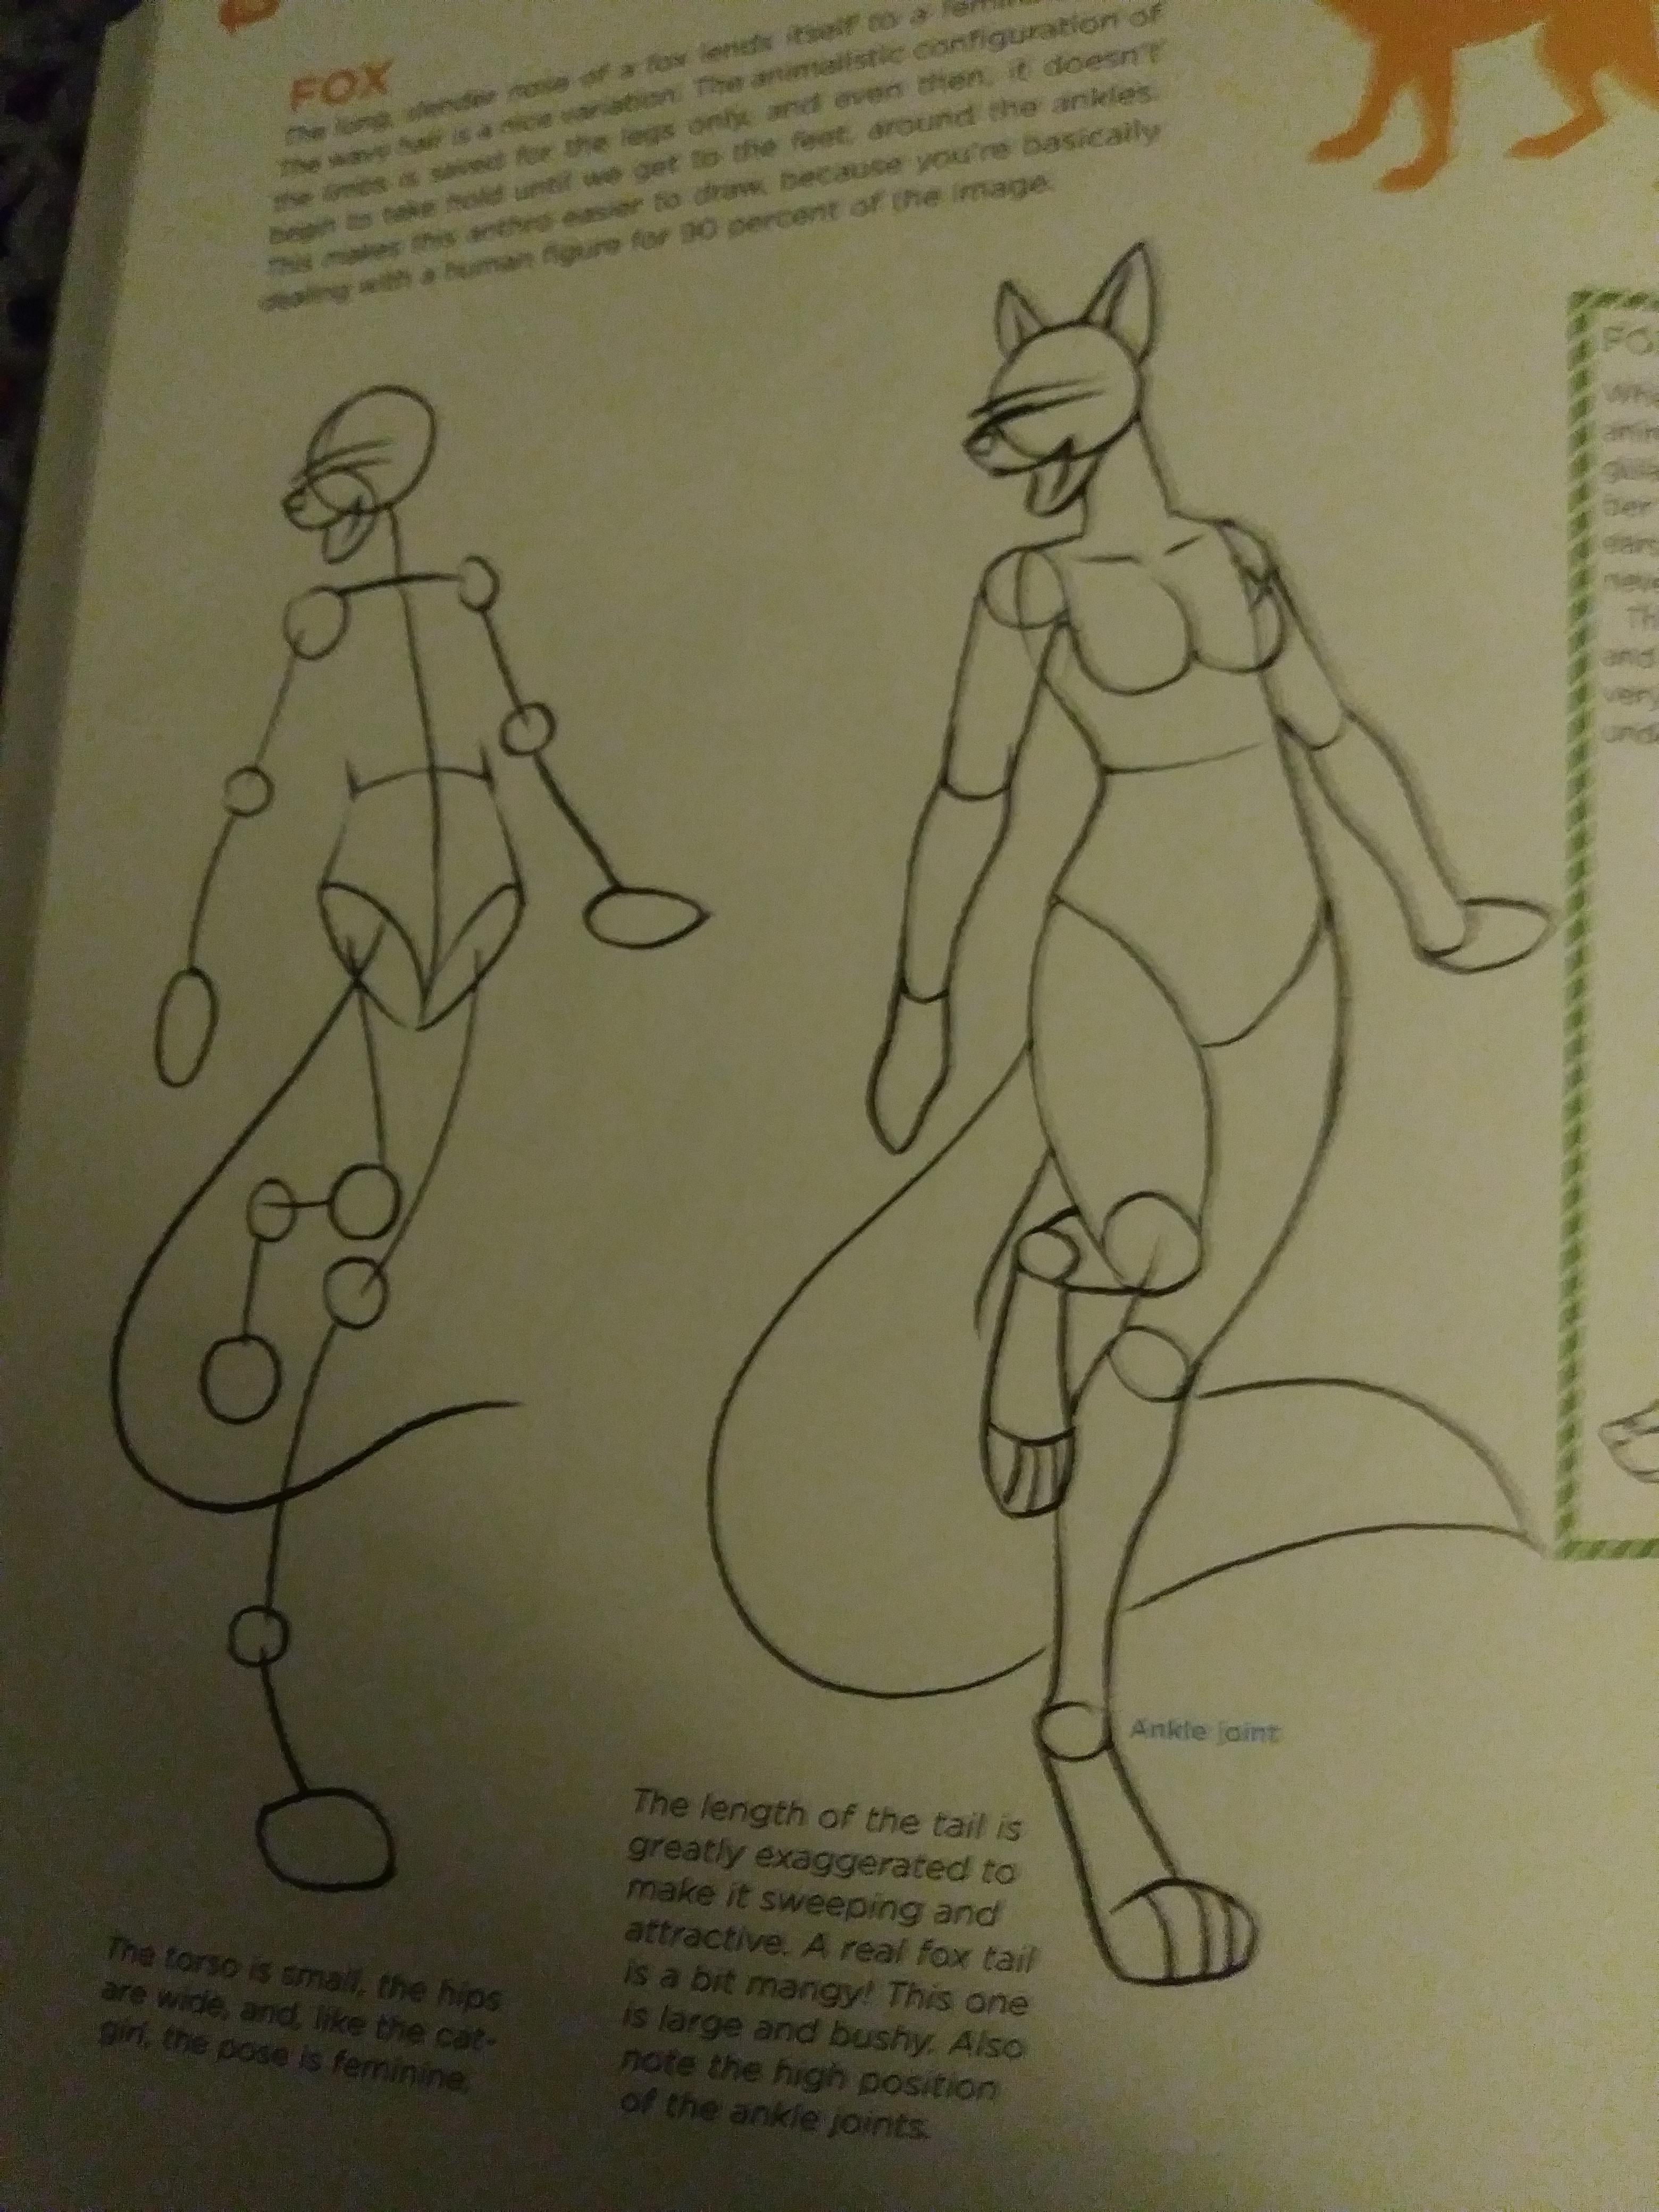 FOX
The long, slender nose of a fox lends itself to a
The wavy hair is a nice variation. The animalistic configuration of
the limbs is saved for the legs only, and even then, it doesn't
begin to take hold until we get to the feet, around the ankles.
This makes this anthro easier to draw, because you're basically
dealing with a human figure for 90 percent of the image.
Ankle joint
The length of the tail is
greatly exaggerated to
make it sweeping and
attractive. A real fox tail
is a bit mangy! This one
is large and bushy. Also
note the high position
of the ankle joints.
The torso is small, the hips
are wide, and, like the cat-
girl, the pose is feminine.